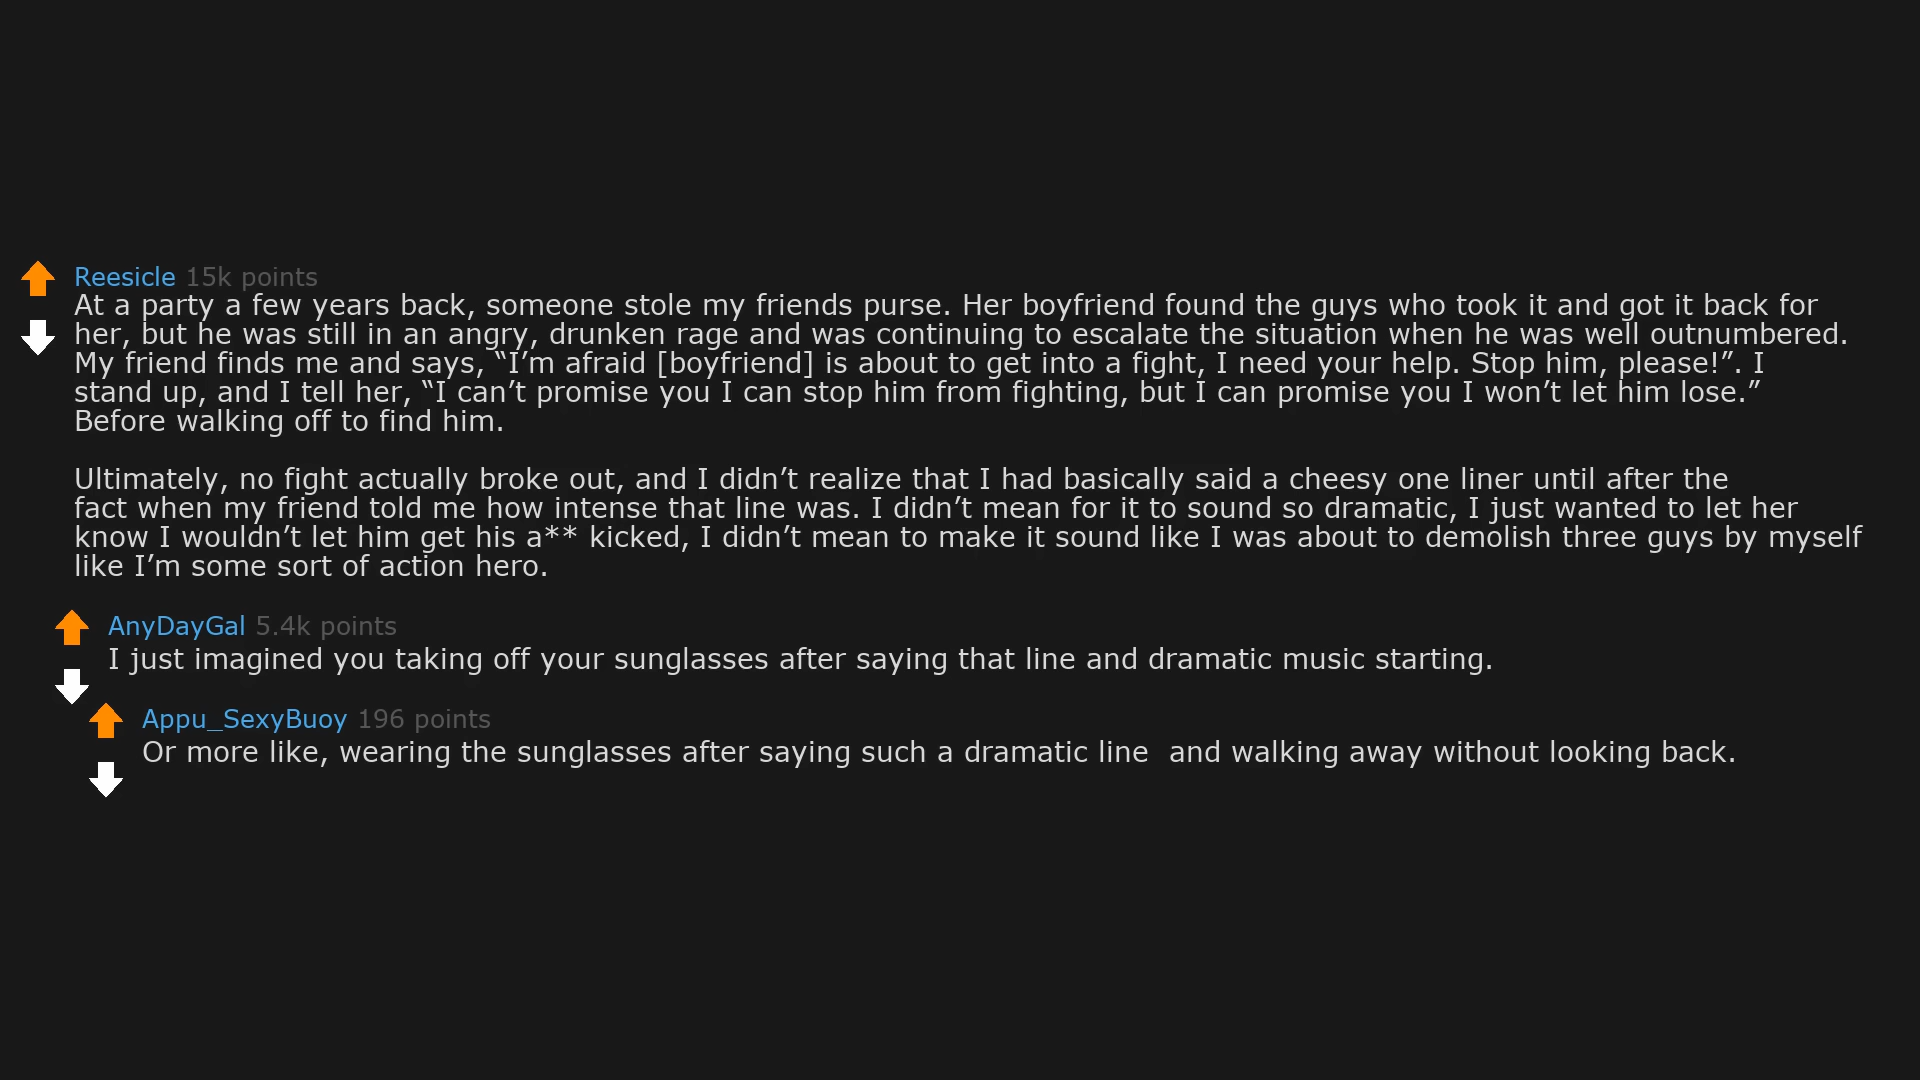 Reesicle 15k points
At a party a few years back, someone stole my friends purse. Her boyfriend found the guys who took it and got it back for
her, but he was still in an angry, drunken rage and was continuing to escalate the situation when he was well outnumbered.
My friend finds me and says, “I’m afraid [boyfriend] is about to get into a fight, I need your help. Stop him, please!”. I
stand up, and I tell her, “I can’t promise you I can stop him from fighting, but I can promise you I won’t let him lose.”
Before walking off to find him.
Ultimately, no fight actually broke out, and I didn’t realize that I had basically said a cheesy one liner until after the
fact when my friend told me how intense that line was. I didn’t mean for it to sound so dramatic, I just wanted to let her
know I wouldn’t let him get his a** kicked, I didn’t mean to make it sound like I was about to demolish three guys by myself
like I’m some sort of action hero.
AnyDayGal 5.4k points
I just imagined you taking off your sunglasses after saying that line and dramatic music starting.
Appu_SexyBuoy 196 points
Or more like, wearing the sunglasses after saying such a dramatic line  and walking away without looking back.